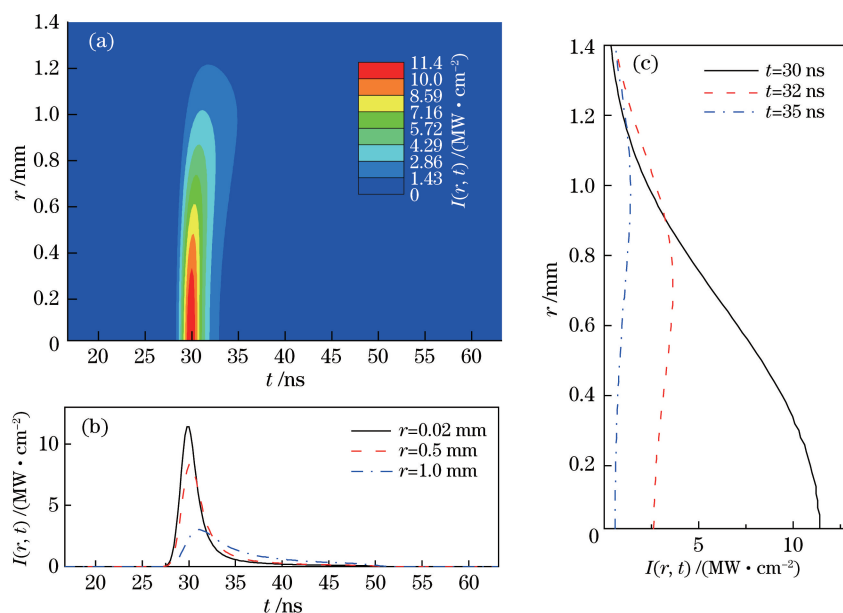 (a)
1.4
1.2
1.0
0.8
0.6
0.4
0.2
0
r /mm
20 25 30 35 40 45 50 55 60
t /ns
11.4
10.0
8.59
7.16
5.72
4.29
2.86
1.43
0
I(r, t) /(MW · cm⁻²)
(b)
10
5
0
I(r, t) /(MW · cm⁻²)
r=0.02 mm
r=0.5 mm
r=1.0 mm
20 25 30 35 40 45 50 55 60
t /ns
(c)
1.4
1.2
1.0
0.8
0.6
0.4
0.2
0
r /mm
t=30 ns
t=32 ns
t=35 ns
5 10
I(r, t) /(MW · cm⁻²)